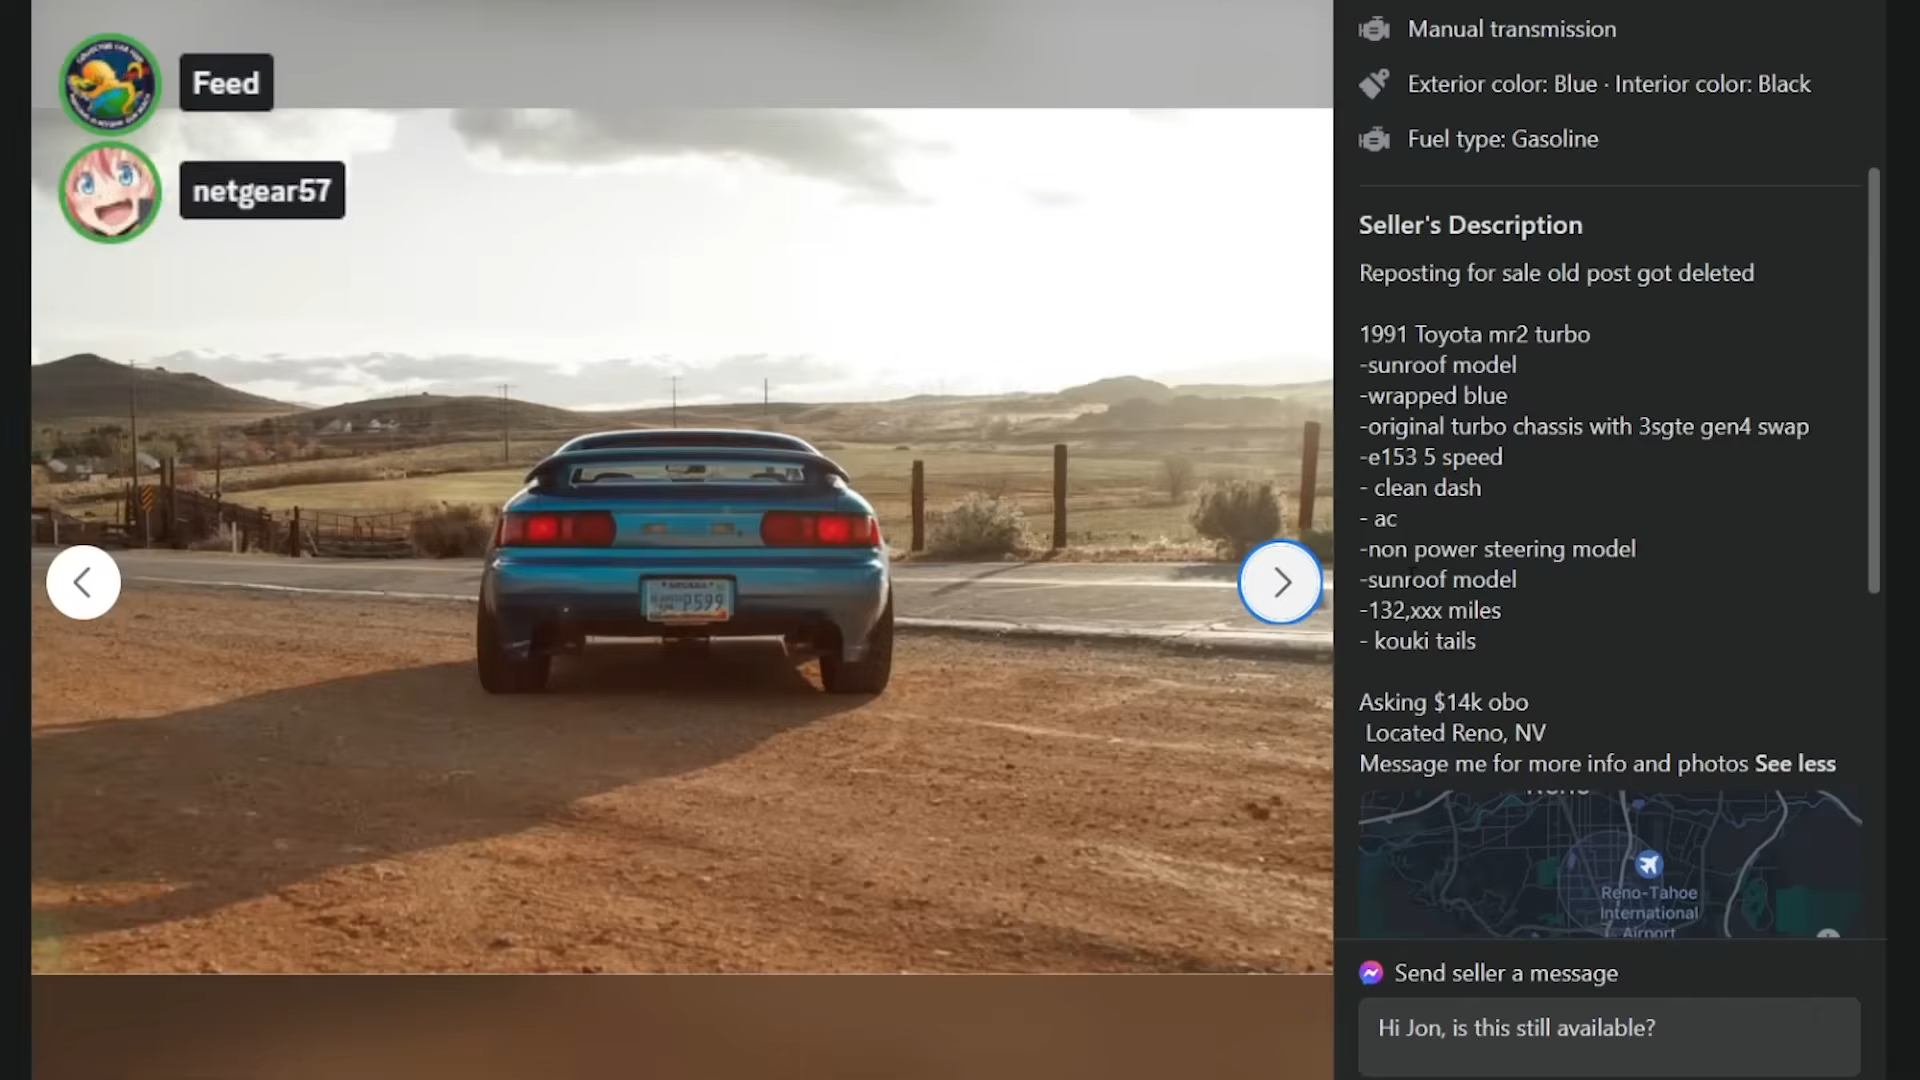 Feed
netgear57
P599
Manual transmission
Exterior color: Blue · Interior color: Black
Fuel type: Gasoline
Seller's Description
Reposting for sale old post got deleted
1991 Toyota mr2 turbo
-sunroof model
-wrapped blue
-original turbo chassis with 3sgte gen4 swap
-e153 5 speed
- clean dash
- ac
-non power steering model
-sunroof model
-132,xxx miles
- kouki tails
Asking $14k obo
Located Reno, NV
Message me for more info and photos See less
Reno-Tahoe
International
Airport
Send seller a message
Hi Jon, is this still available?